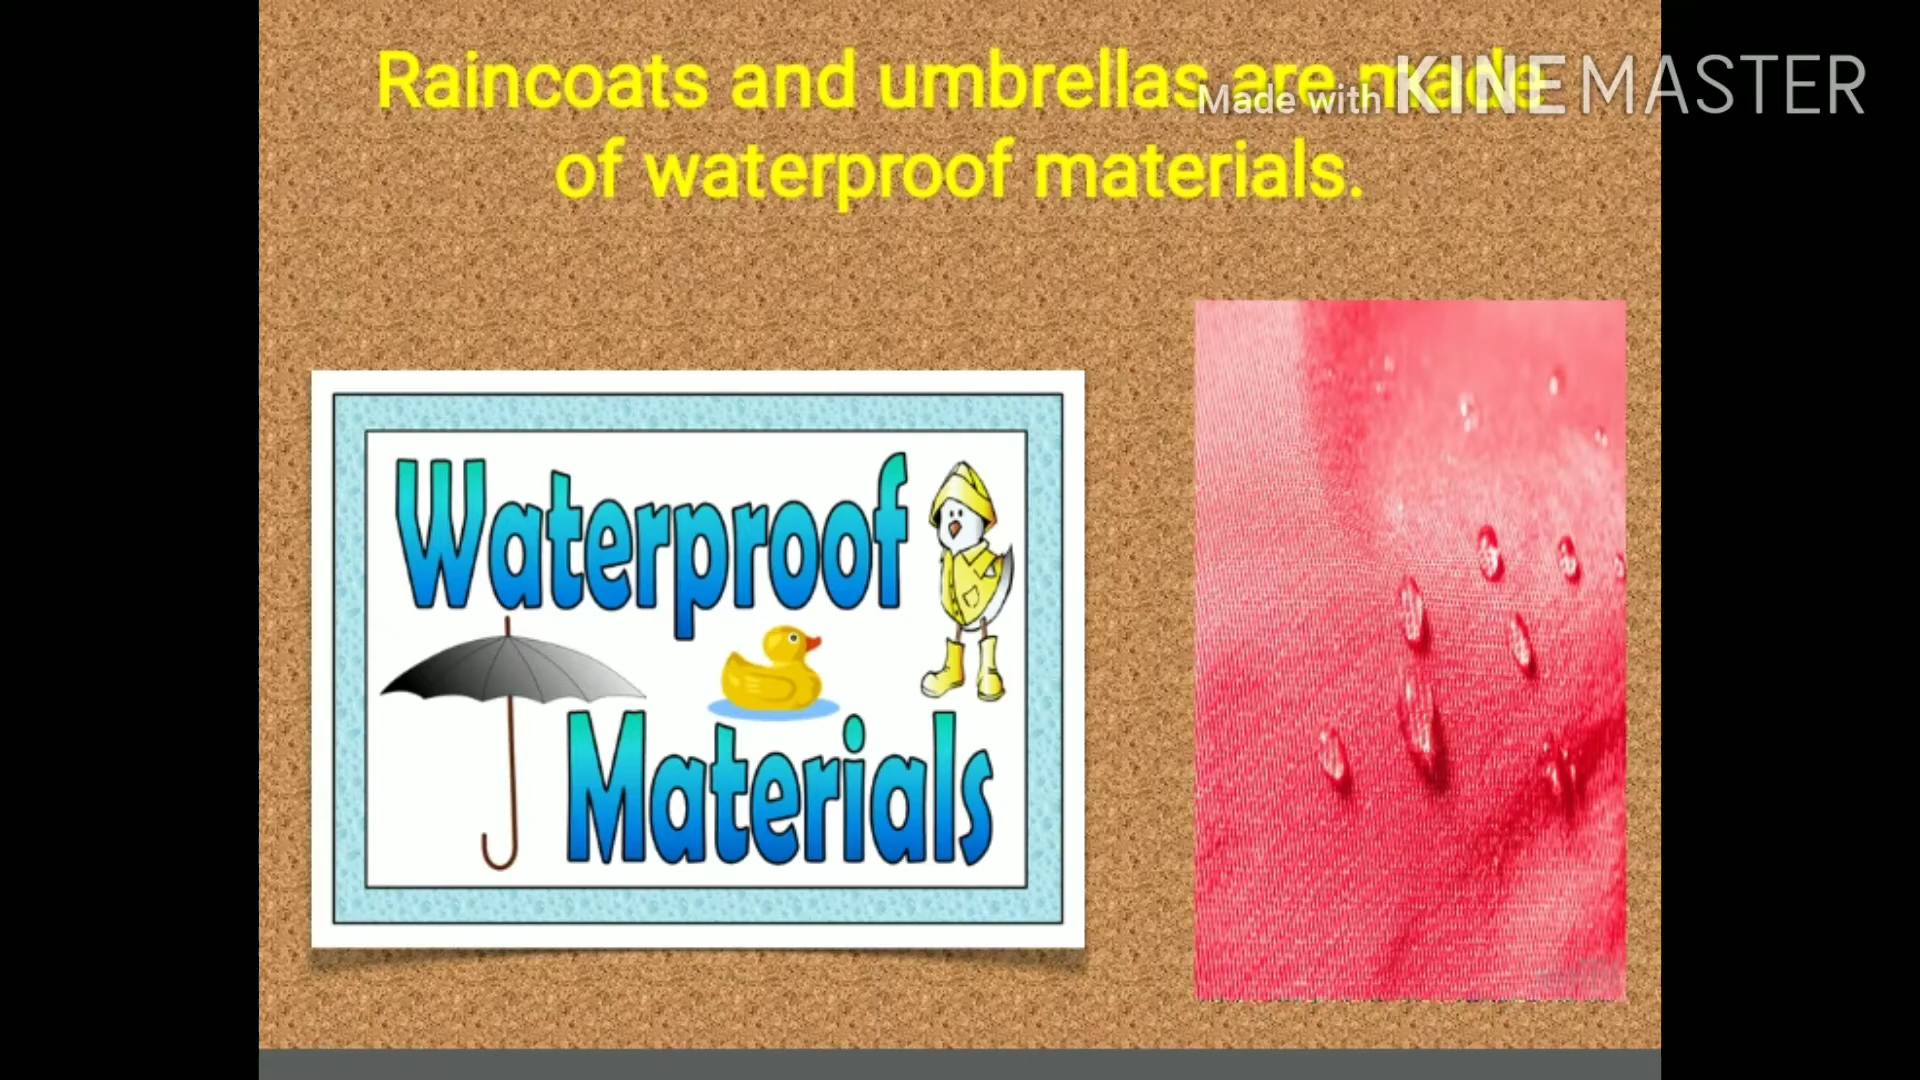 Raincoats and umbrellas are made
Made with KINEMASTER
of waterproof materials.
Waterproof
Materials